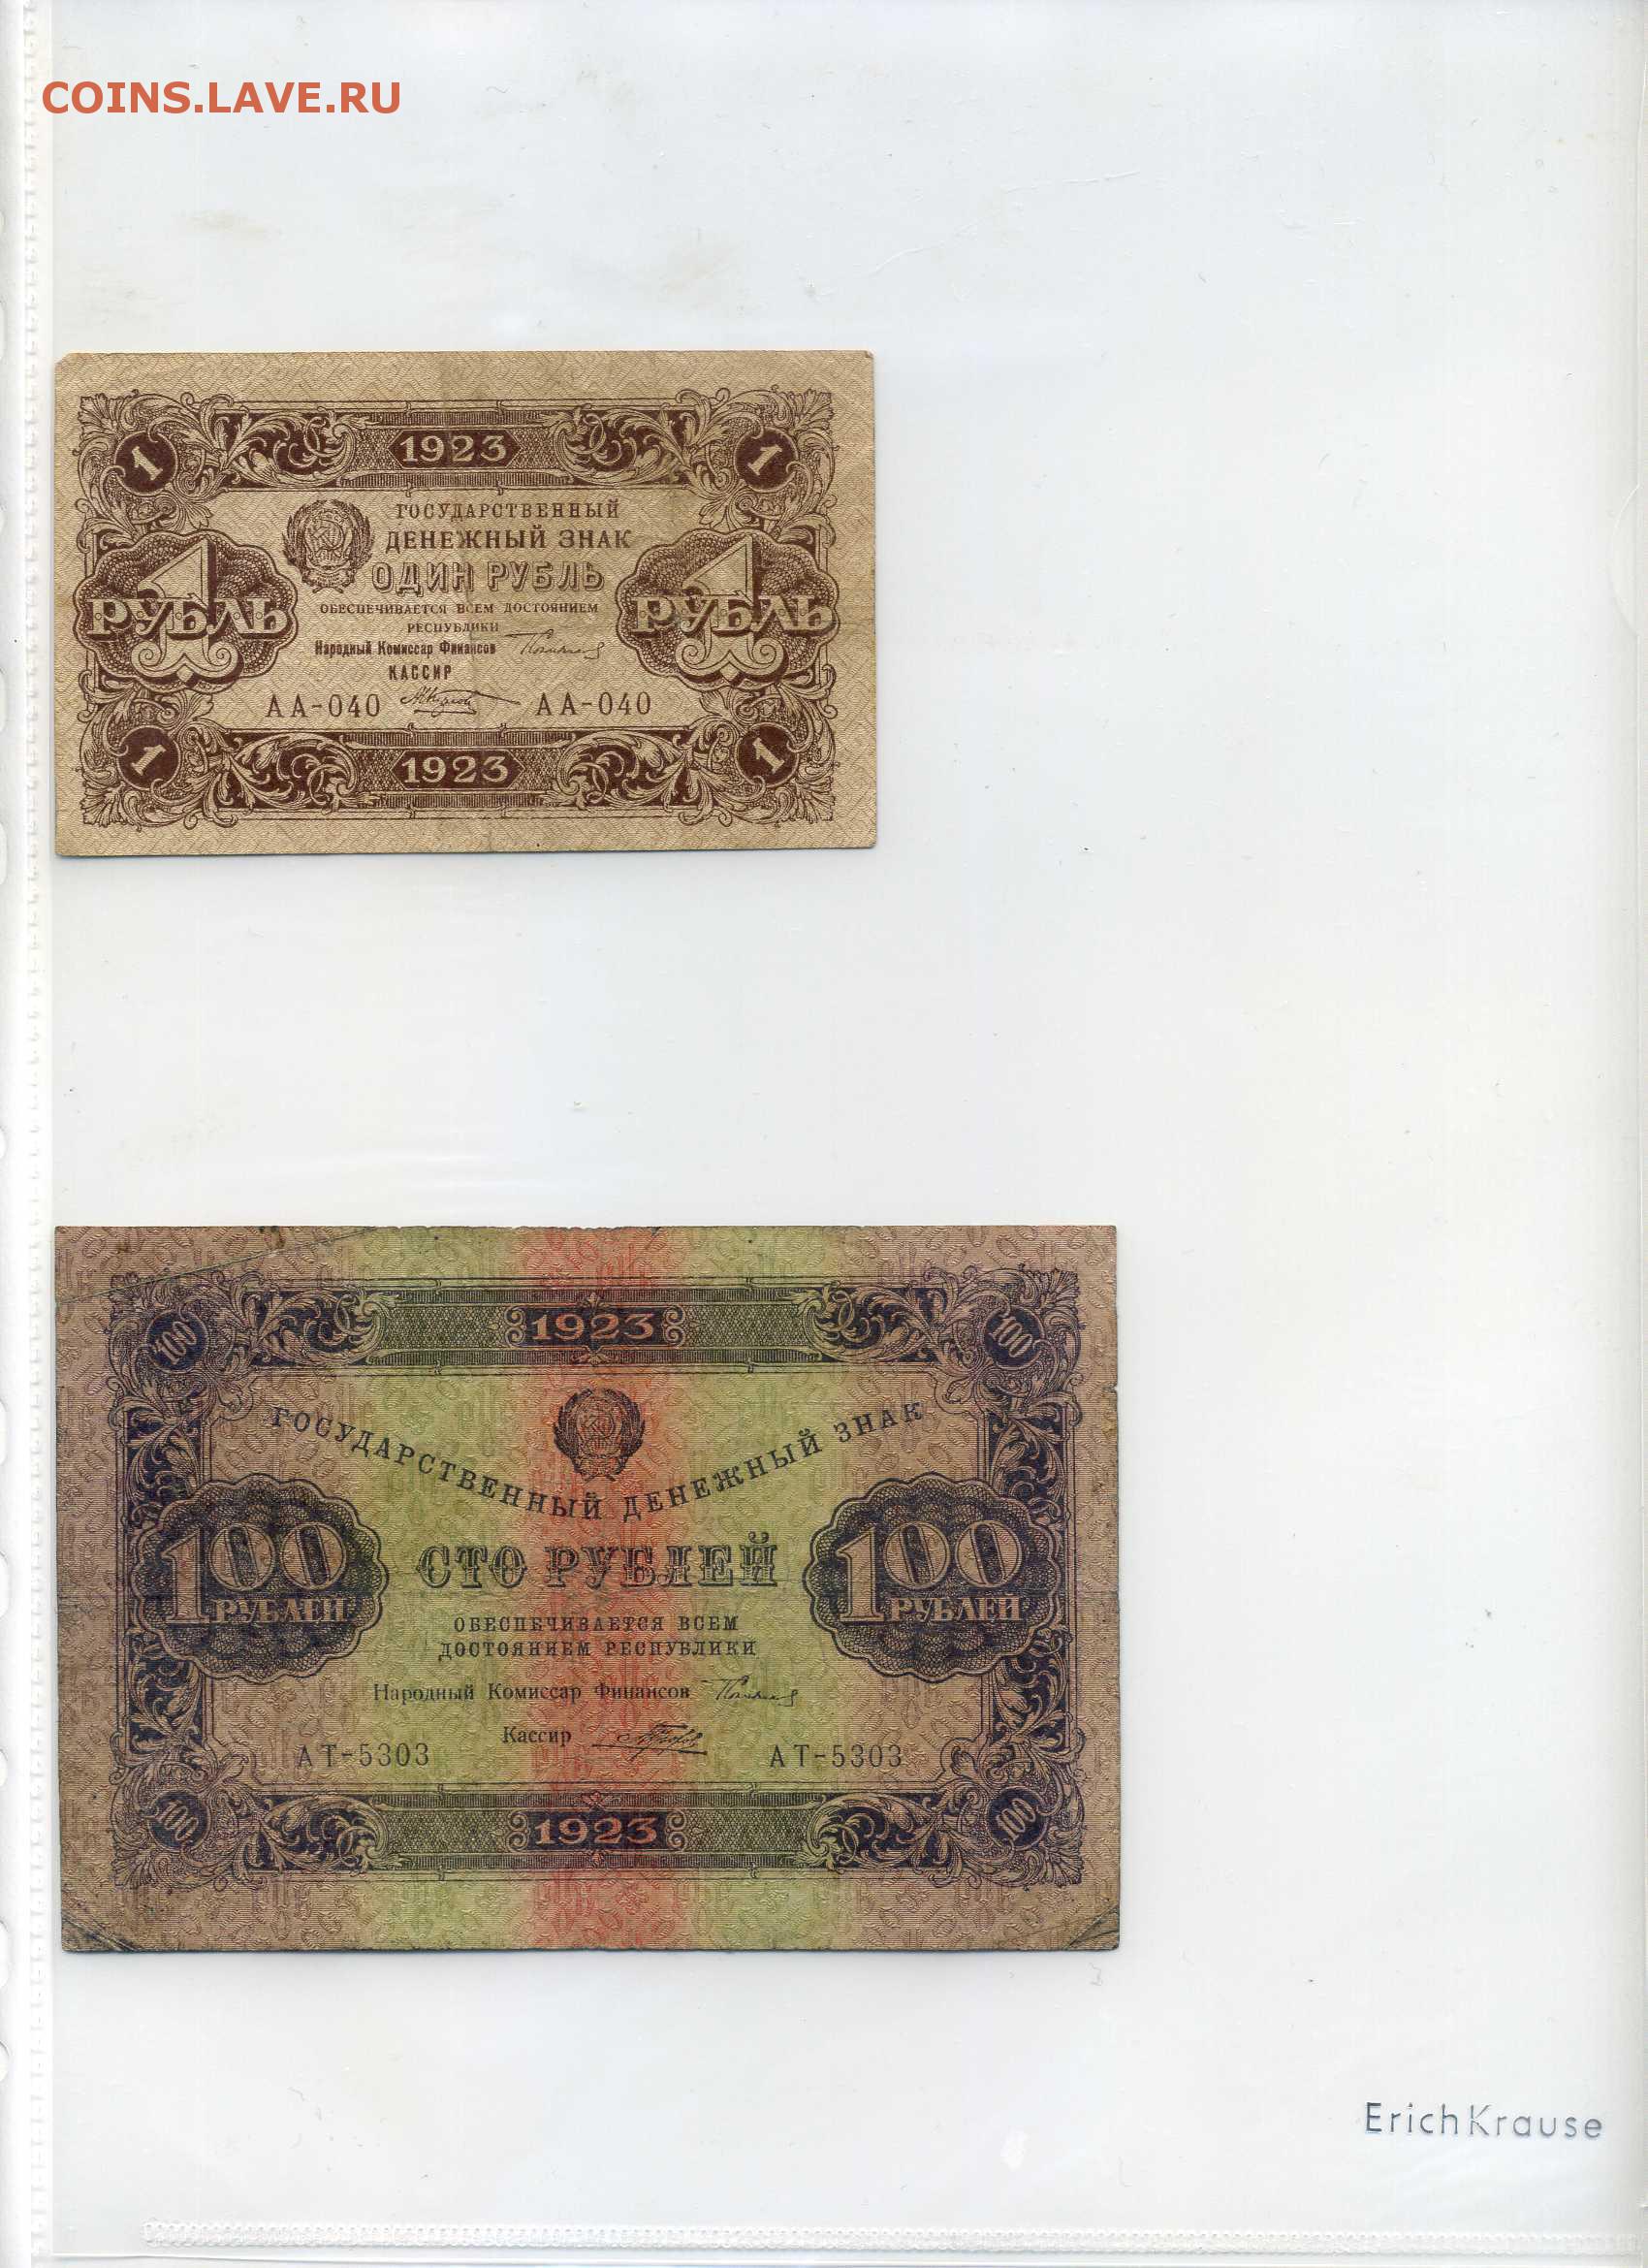 COINS.LAVE.RU
1 1923 1
ГОСУДАРСТВЕННЫЙ
ДЕНЕЖНЫЙ ЗНАК
ОДИН РУБЛЬ
1 РУБЛЬ 1 РУБЛЬ
ОБЕСПЕЧИВАЕТСЯ ВСЕМ ДОСТОЯНИЕМ
РЕСПУБЛИКИ
Народный Комиссар Финансов
КАССИР
АА-040 АА-040
1 1923 1
100 1923 100
ГОСУДАРСТВЕННЫЙ ДЕНЕЖНЫЙ ЗНАК
100 РУБЛЕЙ СТО РУБЛЕЙ 100 РУБЛЕЙ
ОБЕСПЕЧИВАЕТСЯ ВСЕМ
ДОСТОЯНИЕМ РЕСПУБЛИКИ
Народный Комиссар Финансов
Кассир
АТ-5303 АТ-5303
100 1923 100
ErichKrause